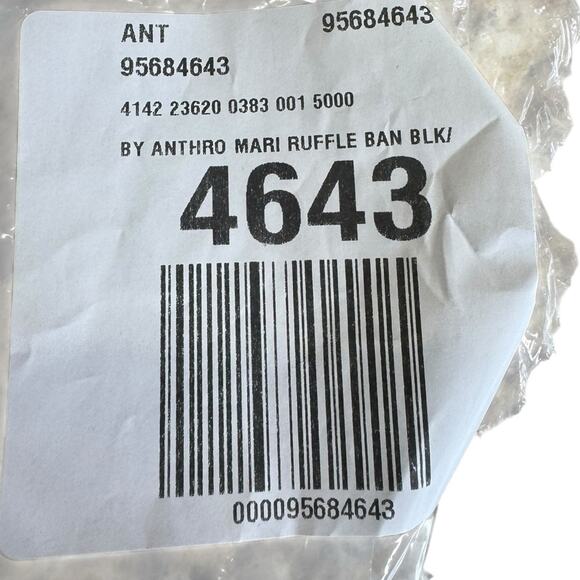 ANT 95684643
95684643
4142 23620 0383 001 5000
BY ANTHRO MARI RUFFLE BAN BLK/
4643
000095684643